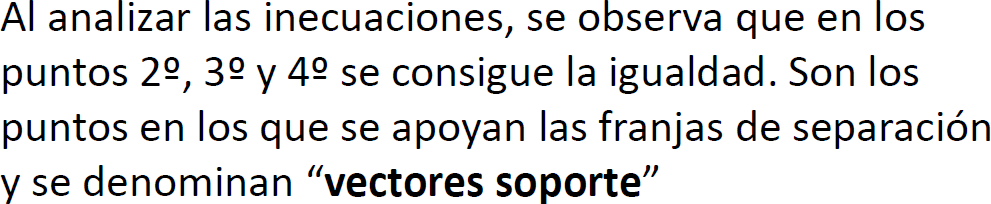 Al analizar las inecuaciones, se observa que en los
puntos 2º, 3º y 4º se consigue la igualdad. Son los
puntos en los que se apoyan las franjas de separación
y se denominan “vectores soporte”